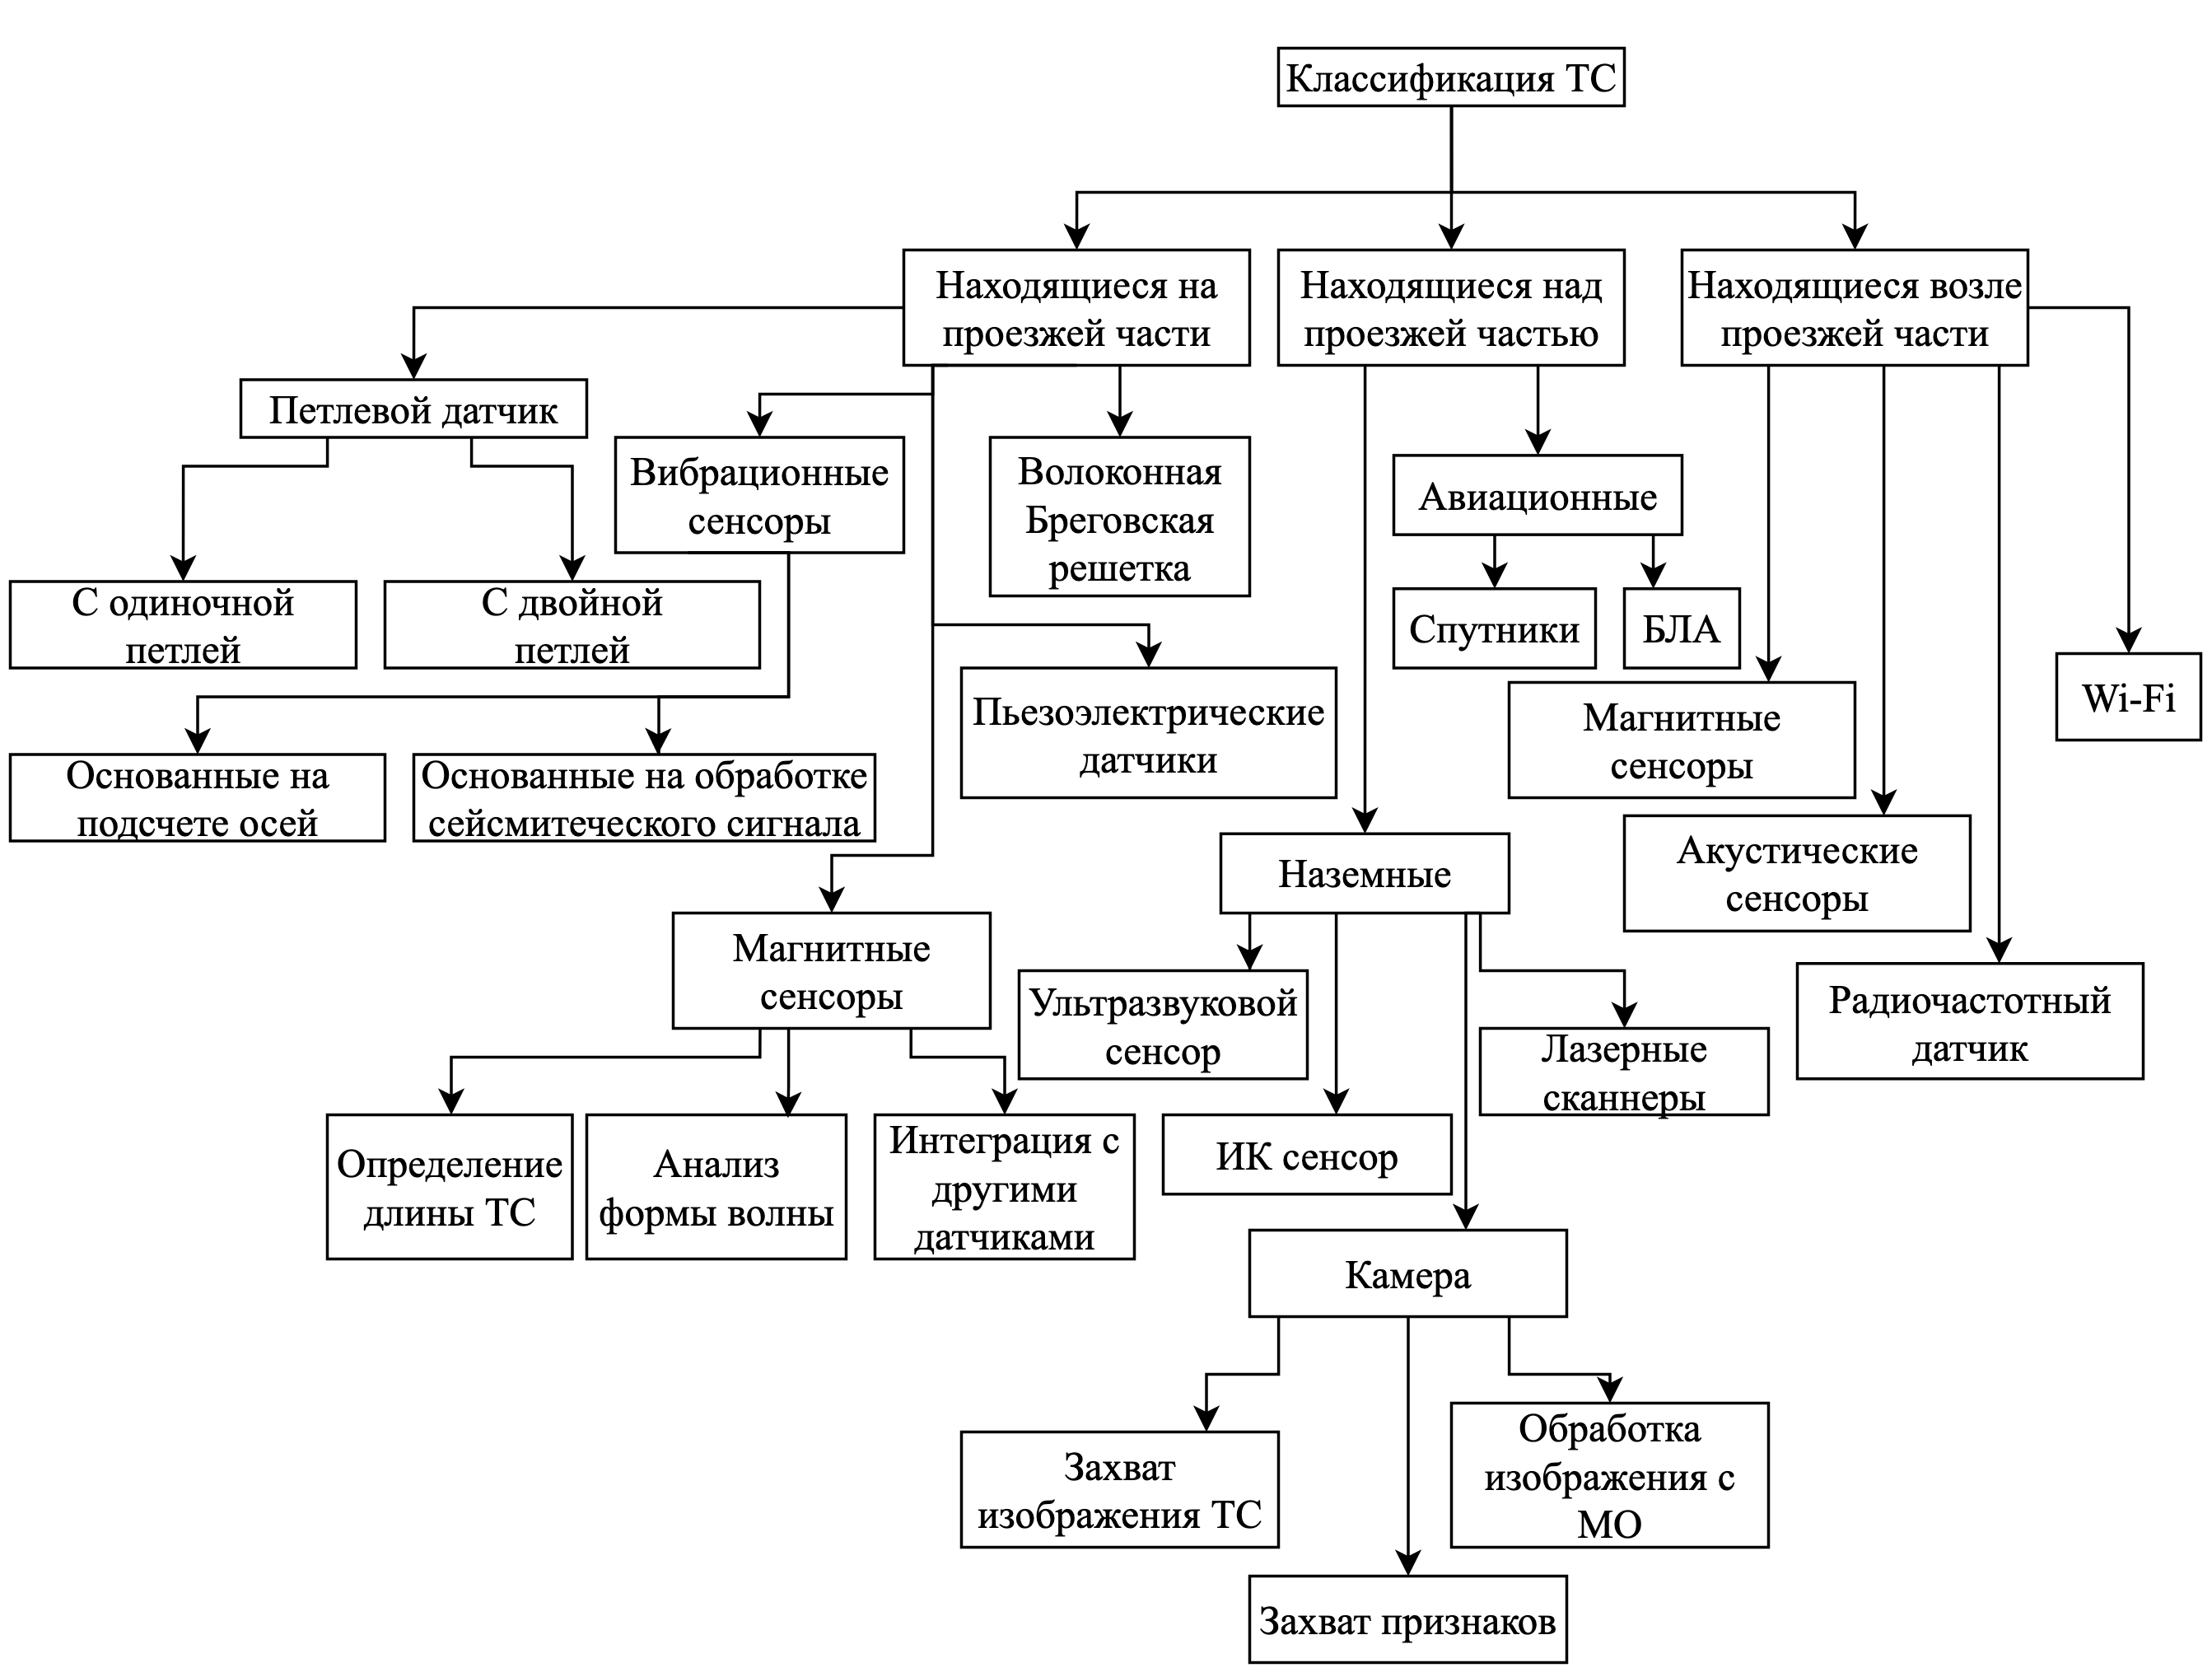 Классификация ТС
Находящиеся на
проезжей части
Находящиеся над
проезжей частью
Находящиеся возле
проезжей части
Петлевой датчик
Вибрационные
сенсоры
Волоконная
Бреговская
решетка
Авиационные
С одиночной
петлей
С двойной
петлей
Спутники
БЛА
Wi-Fi
Пьезоэлектрические
датчики
Магнитные
сенсоры
Основанные на
подсчете осей
Основанные на обработке
сейсмитеческого сигнала
Акустические
сенсоры
Наземные
Магнитные
сенсоры
Ультразвуковой
сенсор
Радиочастотный
датчик
Лазерные
сканнеры
Определение
длины ТС
Анализ
формы волны
Интеграция с
другими
датчиками
ИК сенсор
Камера
Захват
изображения ТС
Обработка
изображения с
МО
Захват признаков